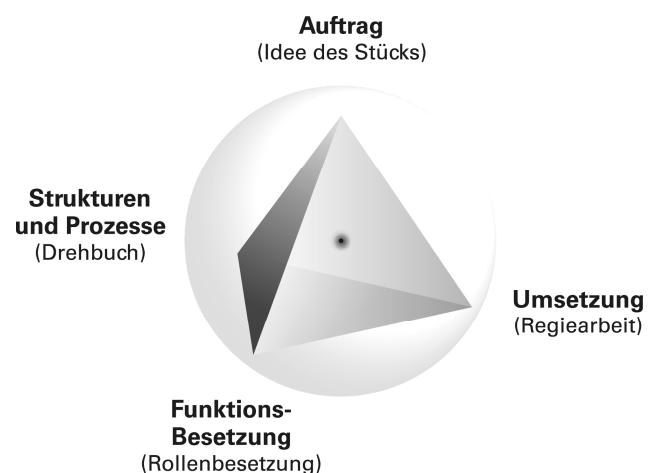 Auftrag
(Idee des Stücks)
Strukturen
und Prozesse
(Drehbuch)
Umsetzung
(Regiearbeit)
Funktions-
Besetzung
(Rollenbesetzung)